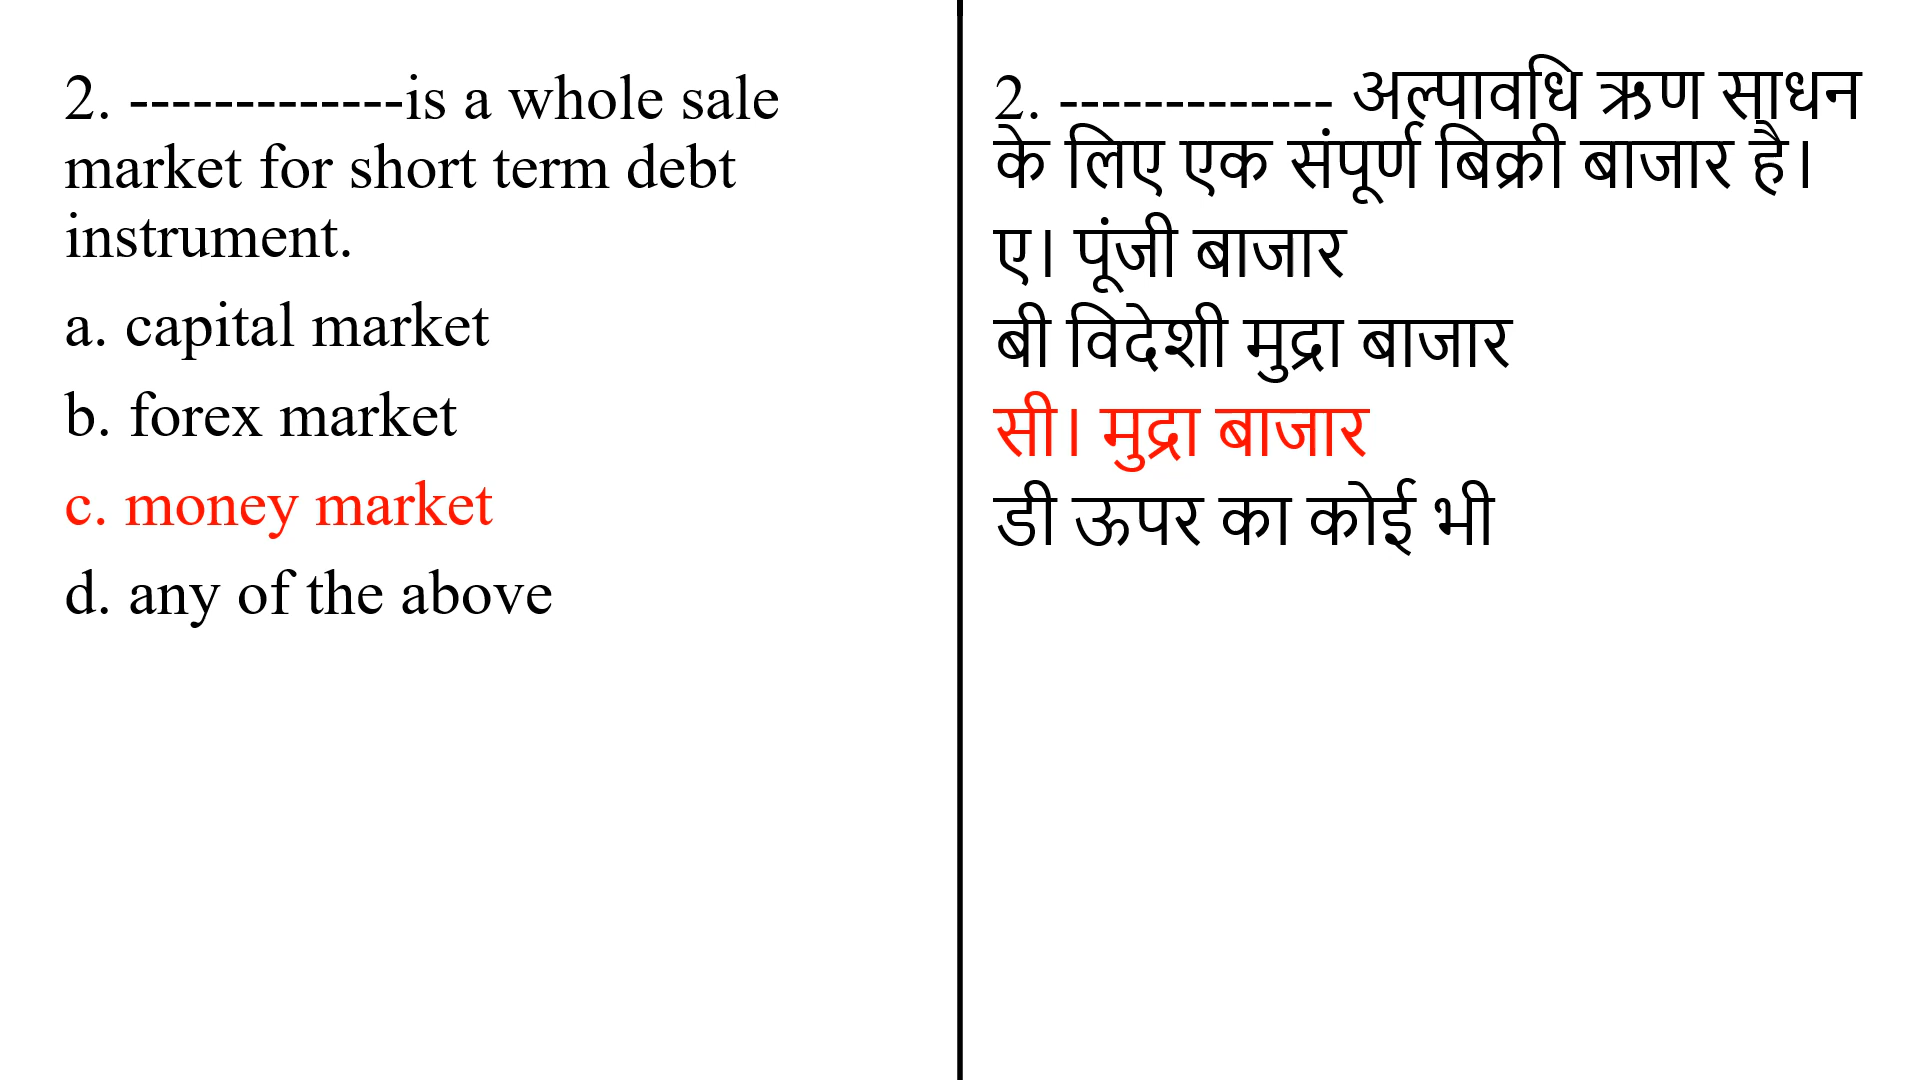 2. -------------is a whole sale
market for short term debt
instrument.
a. capital market
b. forex market
c. money market
d. any of the above
2. ------------- अल्पावधि ऋण साधन
के लिए एक संपूर्ण बिक्री बाजार है।
ए। पूंजी बाजार
बी विदेशी मुद्रा बाजार
सी। मुद्रा बाजार
डी ऊपर का कोई भी